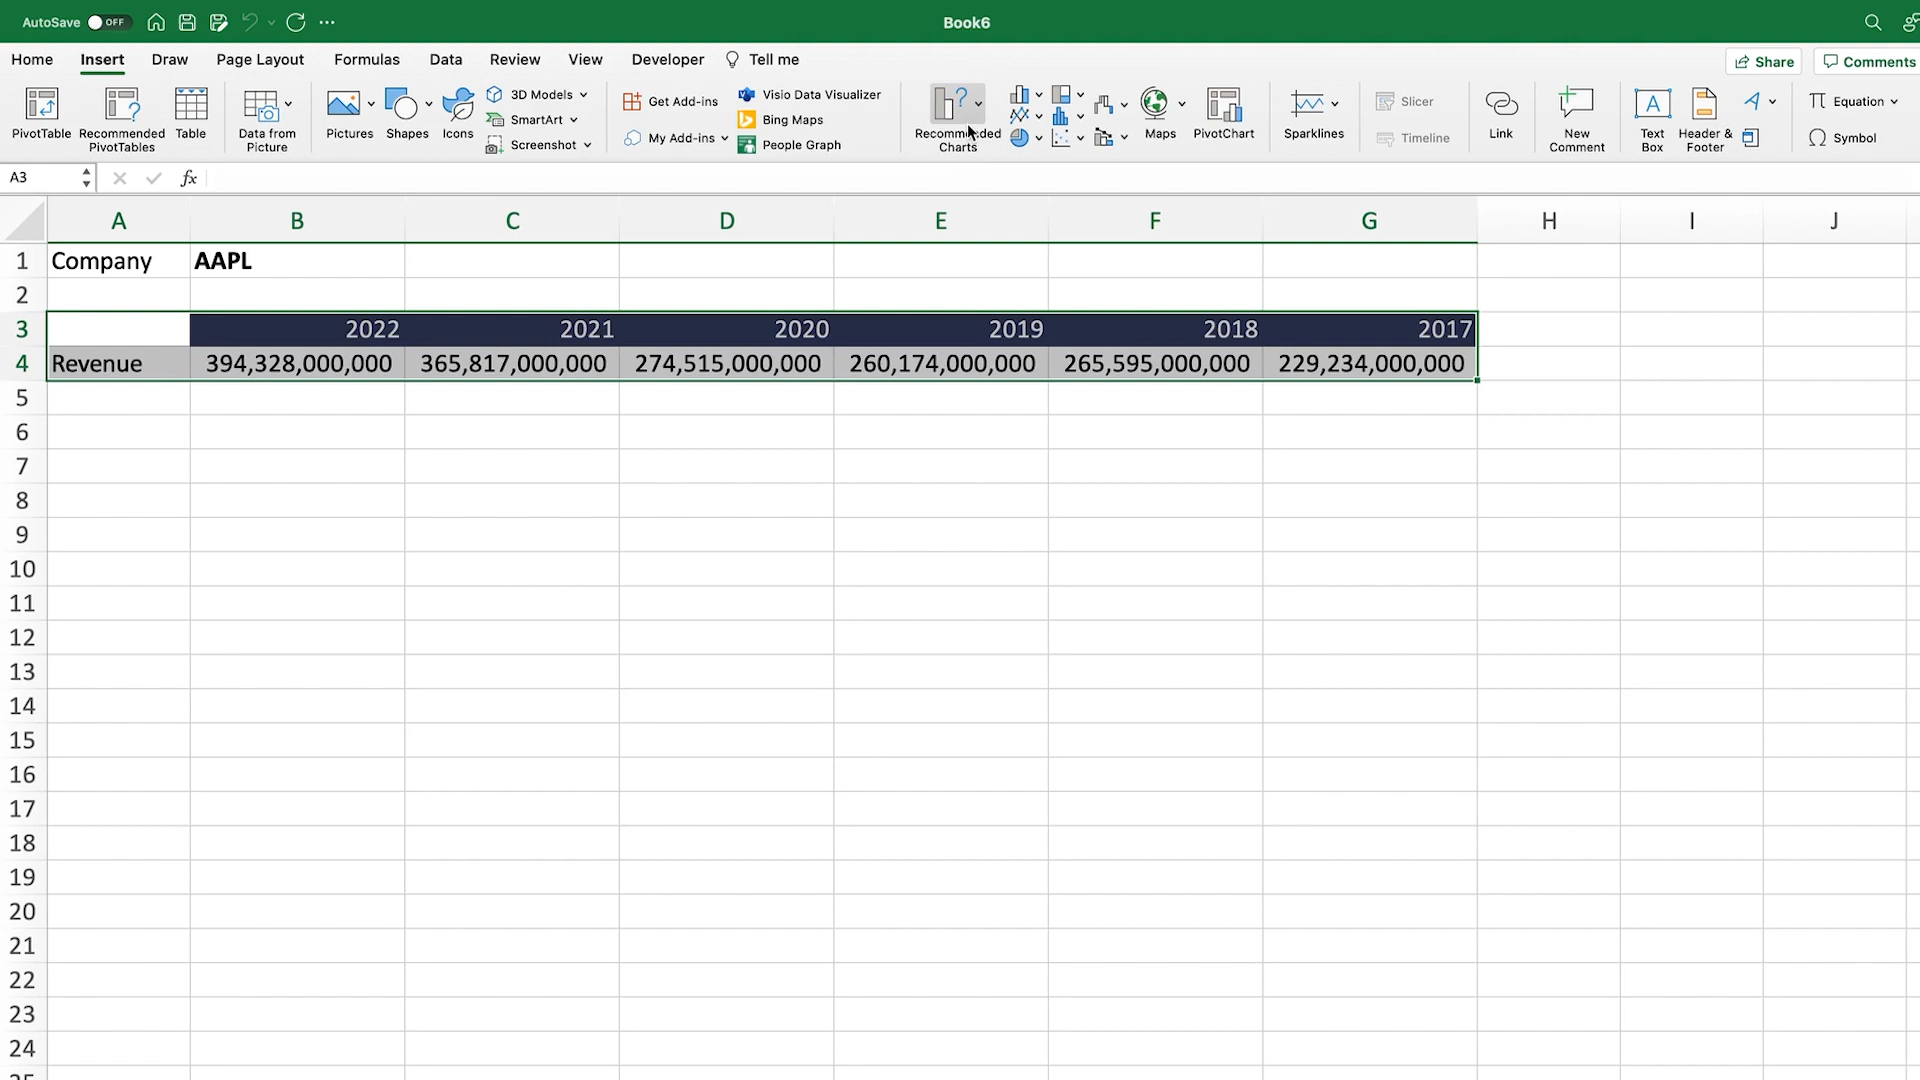 AutoSave OFF Book6
Home Insert Draw Page Layout Formulas Data Review View Developer Tell me Share Comments
PivotTable Recommended PivotTables Table Data from Picture Pictures Shapes Icons 3D Models SmartArt Screenshot Get Add-ins My Add-ins Visio Data Visualizer Bing Maps People Graph Recommended Charts Maps PivotChart Sparklines Slicer Timeline Link New Comment Text Box Header & Footer Equation Symbol
A3 fx
A B C D E F G H I J
1 Company AAPL
2
3 2022 2021 2020 2019 2018 2017
4 Revenue 394,328,000,000 365,817,000,000 274,515,000,000 260,174,000,000 265,595,000,000 229,234,000,000
5
6
7
8
9
10
11
12
13
14
15
16
17
18
19
20
21
22
23
24